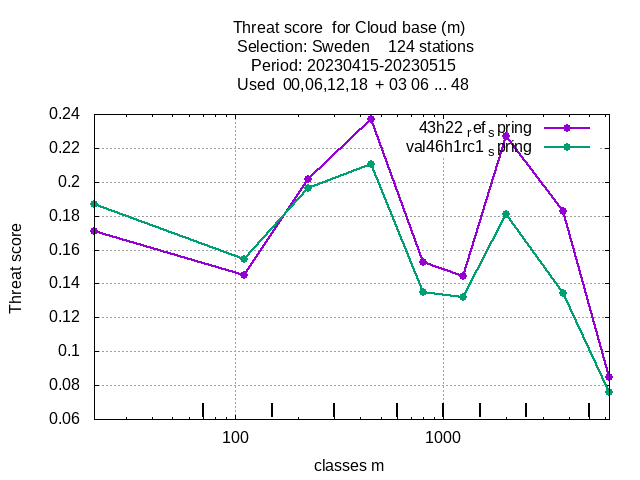 Threat score  for Cloud base (m)
Selection: Sweden    124 stations
Period: 20230415-20230515
Used  00,06,12,18  + 03 06 ... 48
43h22 ref spring
val46h1rc1 spring
0.24
0.22
0.2
0.18
0.16
0.14
0.12
0.1
0.08
0.06
Threat score
100 1000
classes m